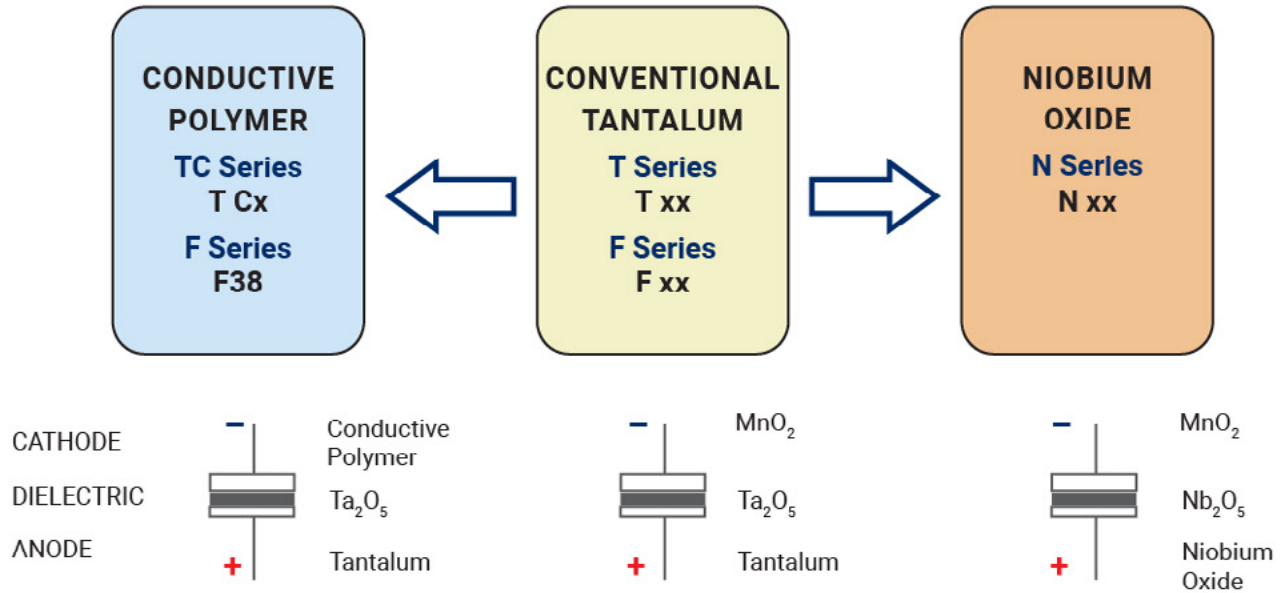 CONDUCTIVE
POLYMER
TC Series
T Cx
F Series
F38
CONVENTIONAL
TANTALUM
T Series
T xx
F Series
F xx
NIOBIUM
OXIDE
N Series
N xx
CATHODE
DIELECTRIC
ANODE
−
Conductive
Polymer
Ta₂O₅
+
Tantalum
−
MnO₂
Ta₂O₅
+
Tantalum
−
MnO₂
Nb₂O₅
+
Niobium
Oxide